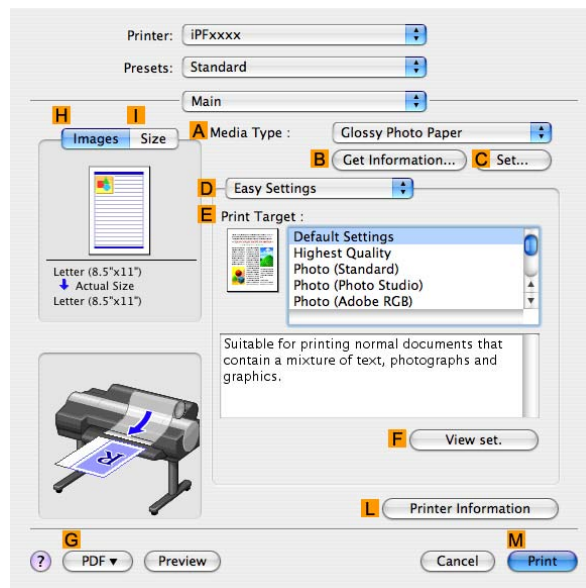 Printer: iPFxxxx
Presets: Standard
Main
H I
Images Size
A Media Type : Glossy Photo Paper
B Get Information... C Set...
D Easy Settings
E Print Target :
Default Settings
Highest Quality
Photo (Standard)
Photo (Photo Studio)
Photo (Adobe RGB)
Letter (8.5"x11")
Actual Size
Letter (8.5"x11")
Suitable for printing normal documents that
contain a mixture of text, photographs and
graphics.
R
F View set.
L Printer Information
G M
? PDF ▼ Preview Cancel Print